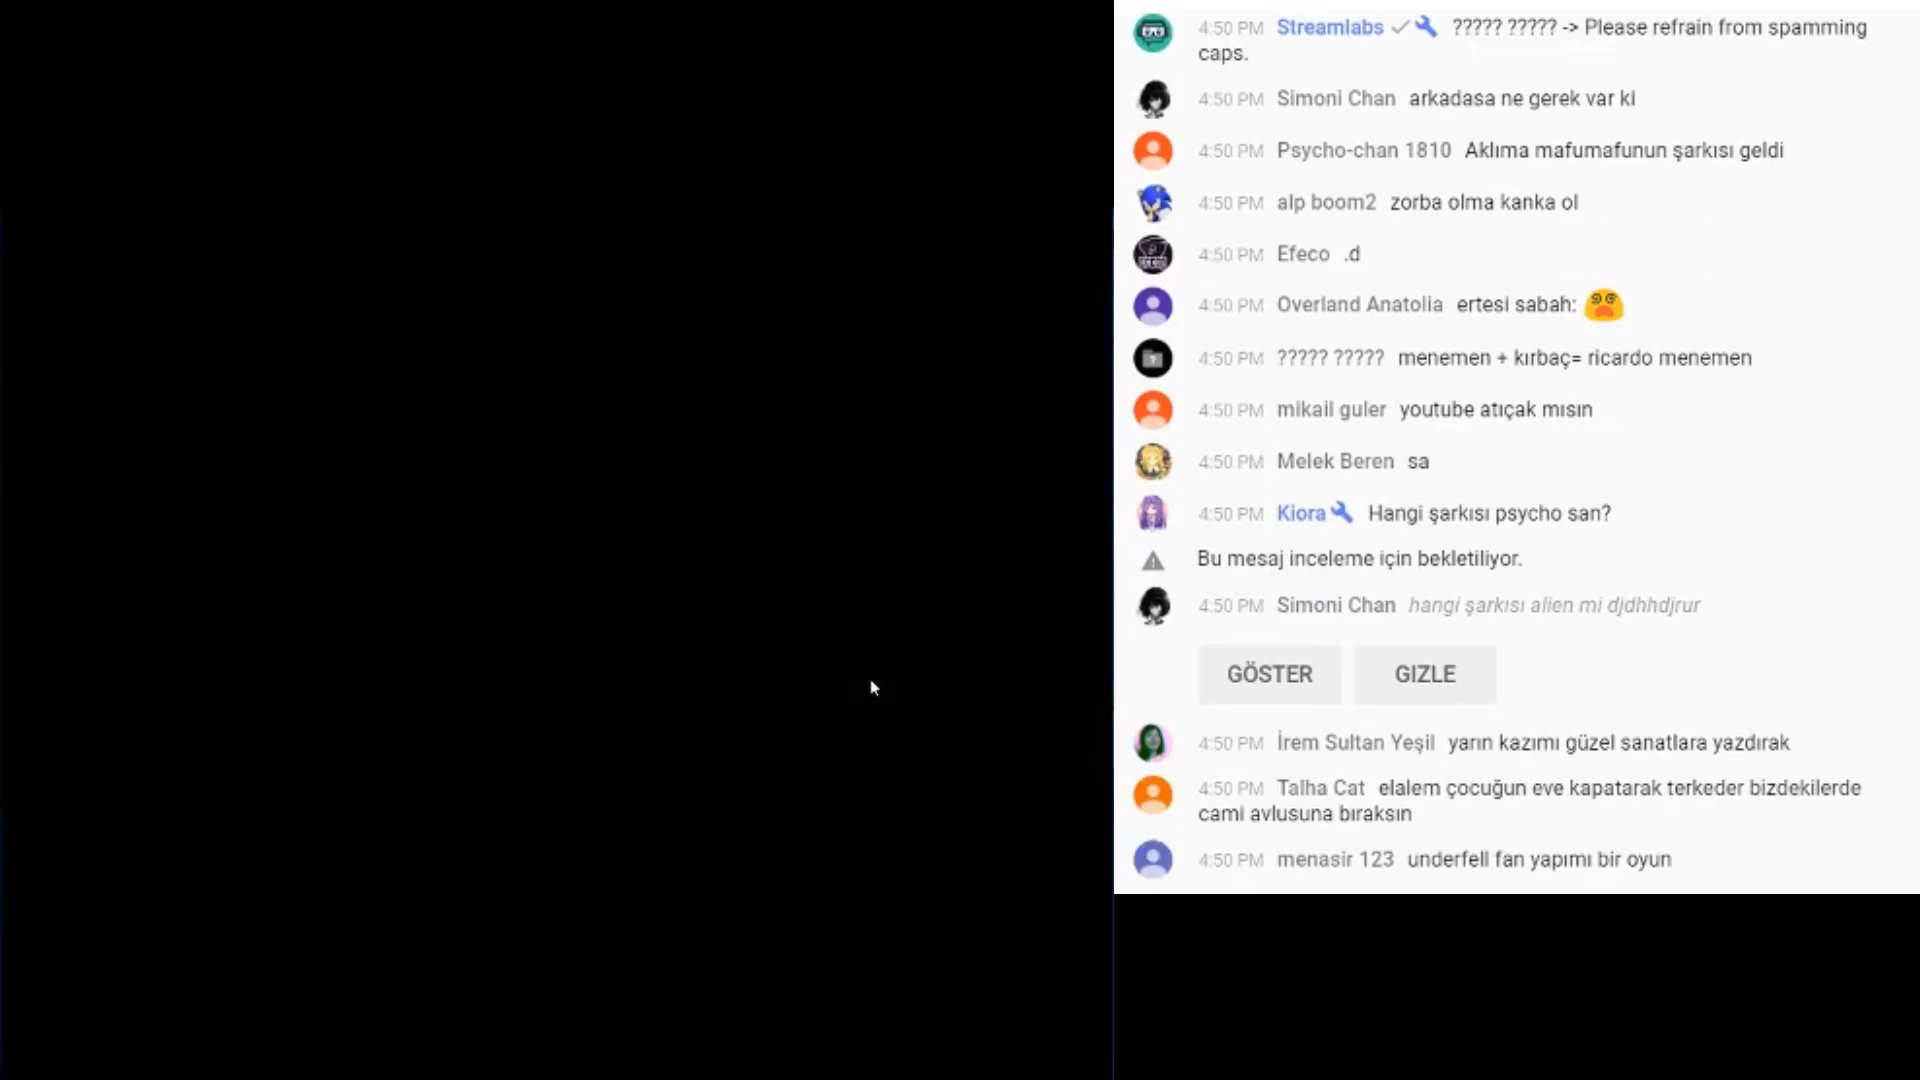 4:50 PM Streamlabs ????? ????? -> Please refrain from spamming
caps.
4:50 PM Simoni Chan arkadasa ne gerek var ki
4:50 PM Psycho-chan 1810 Aklıma mafumafunun şarkısı geldi
4:50 PM alp boom2 zorba olma kanka ol
4:50 PM Efeco .d
4:50 PM Overland Anatolia ertesi sabah:
4:50 PM ????? ????? menemen + kırbaç= ricardo menemen
4:50 PM mikail guler youtube atıçak mısın
4:50 PM Melek Beren sa
4:50 PM Kiora Hangi şarkısı psycho san?
Bu mesaj inceleme için bekletiliyor.
4:50 PM Simoni Chan hangi şarkısı alien mi djdhhdjrur
GÖSTER GIZLE
4:50 PM İrem Sultan Yeşil yarın kazımı güzel sanatlara yazdırak
4:50 PM Talha Cat elalem çocuğun eve kapatarak terkeder bizdekilerde
cami avlusuna bıraksın
4:50 PM menasir 123 underfell fan yapımı bir oyun